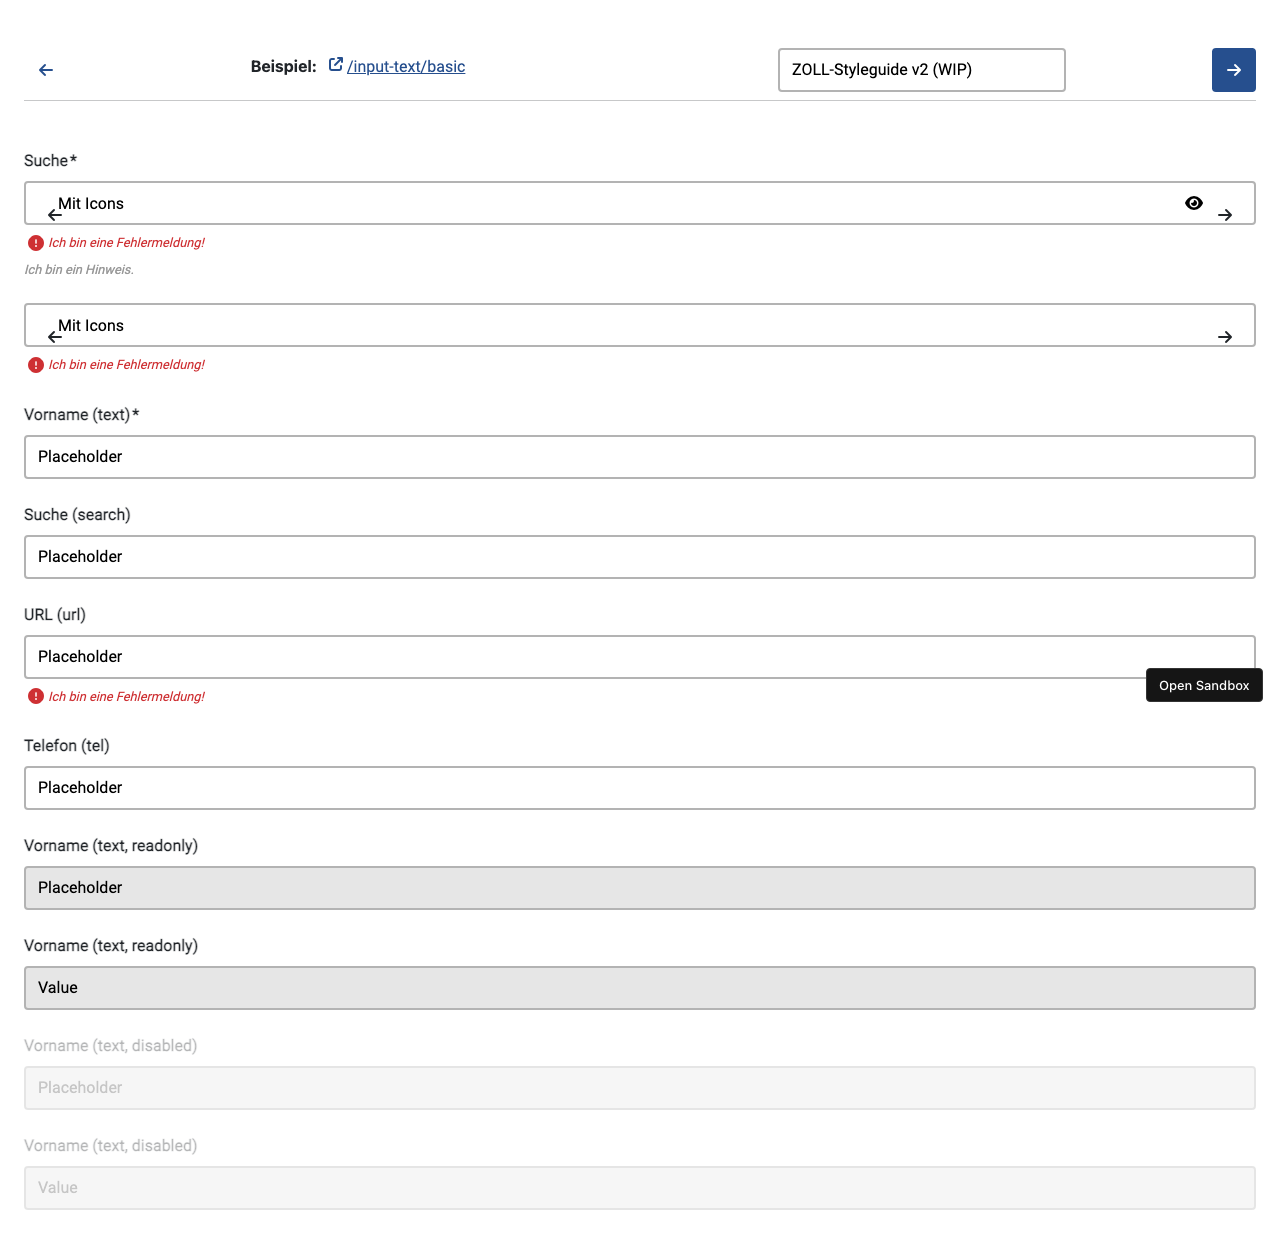 Beispiel: /input-text/basic
ZOLL-Styleguide v2 (WIP)
Suche*
Mit Icons
Ich bin eine Fehlermeldung!
Ich bin ein Hinweis.
Mit Icons
Ich bin eine Fehlermeldung!
Vorname (text)*
Placeholder
Suche (search)
Placeholder
URL (url)
Placeholder
Ich bin eine Fehlermeldung!
Open Sandbox
Telefon (tel)
Placeholder
Vorname (text, readonly)
Placeholder
Vorname (text, readonly)
Value
Vorname (text, disabled)
Placeholder
Vorname (text, disabled)
Value